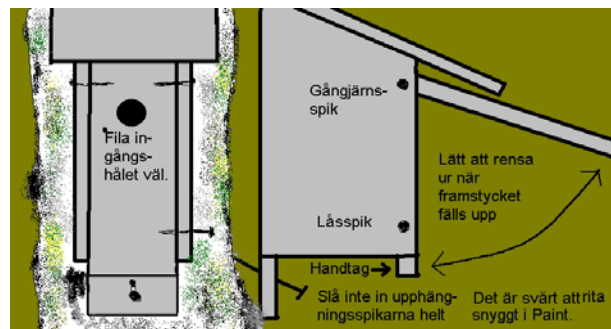 Fila in-
gångs-
hålet väl.
Gångjärns-
spik
Låsspik
Handtag
Lätt att rensa
ur när
framstycket
fälls upp
Slå inte in upphäng-
ningsspikarna helt
Det är svårt att rita
snyggt i Paint.